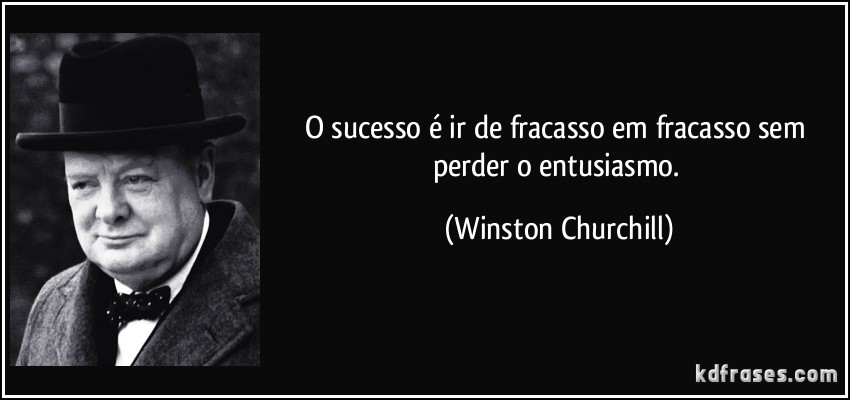 O sucesso é ir de fracasso em fracasso sem
perder o entusiasmo.
(Winston Churchill)
kdfrases.com